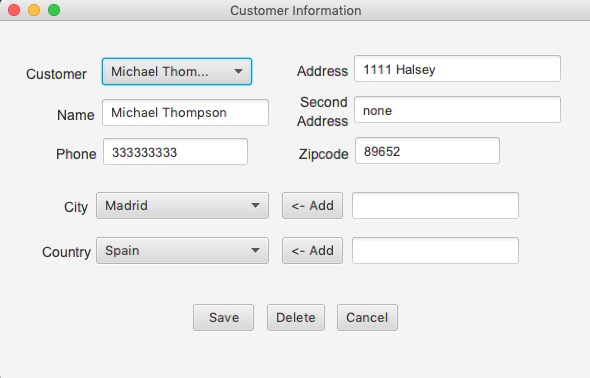 Customer Information
Customer Michael Thom... Address 1111 Halsey
Name Michael Thompson Second Address none
Phone 333333333 Zipcode 89652
City Madrid <- Add
Country Spain <- Add
Save Delete Cancel